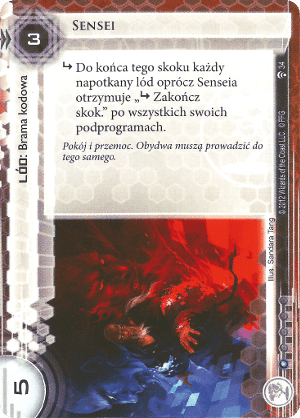 SENSEI
3
↳ Do końca tego skoku każdy
napotkany lód oprócz Senseia
otrzymuje „↳ Zakończ
skok.” po wszystkich swoich
podprogramach.
Pokój i przemoc. Obydwa muszą prowadzić do
tego samego.
LÓD: Brama kodowa
34
© 2012 Wizards of the Coast LLC. © FFG
Illus. Sandara Tang
5